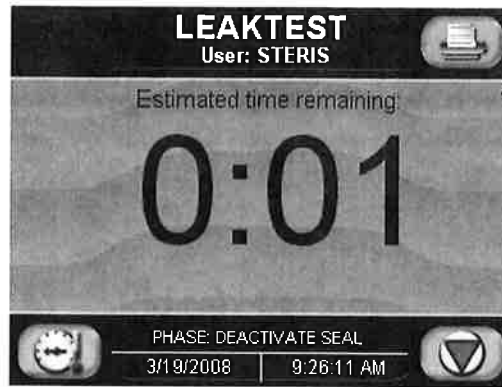 LEAKTEST
User: STERIS
Estimated time remaining:
0:01
PHASE: DEACTIVATE SEAL
3/19/2008 9:26:11 AM